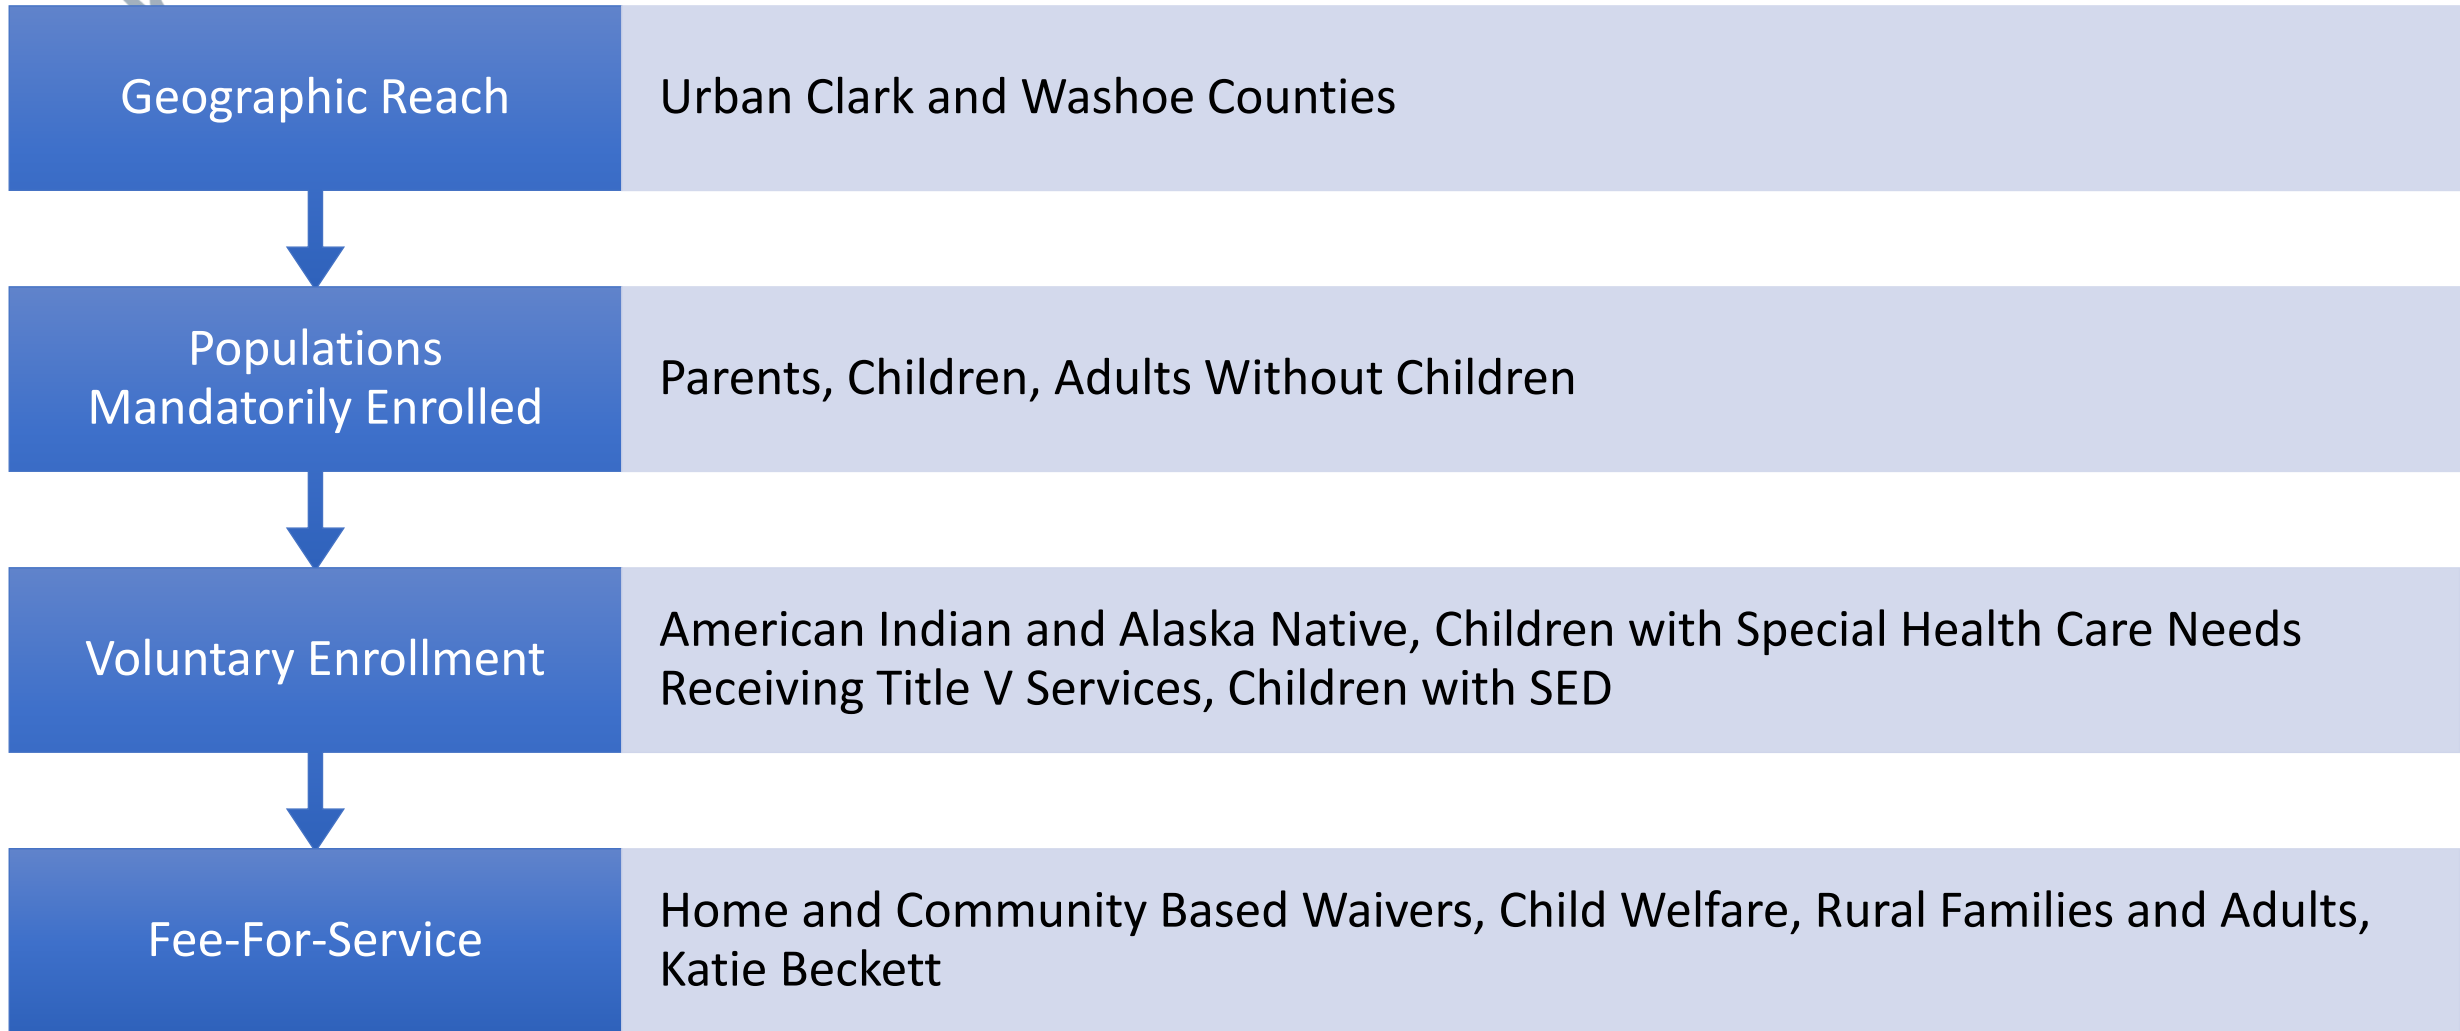 Geographic Reach
Urban Clark and Washoe Counties
Populations
Mandatorily Enrolled
Parents, Children, Adults Without Children
Voluntary Enrollment
American Indian and Alaska Native, Children with Special Health Care Needs
Receiving Title V Services, Children with SED
Fee-For-Service
Home and Community Based Waivers, Child Welfare, Rural Families and Adults,
Katie Beckett